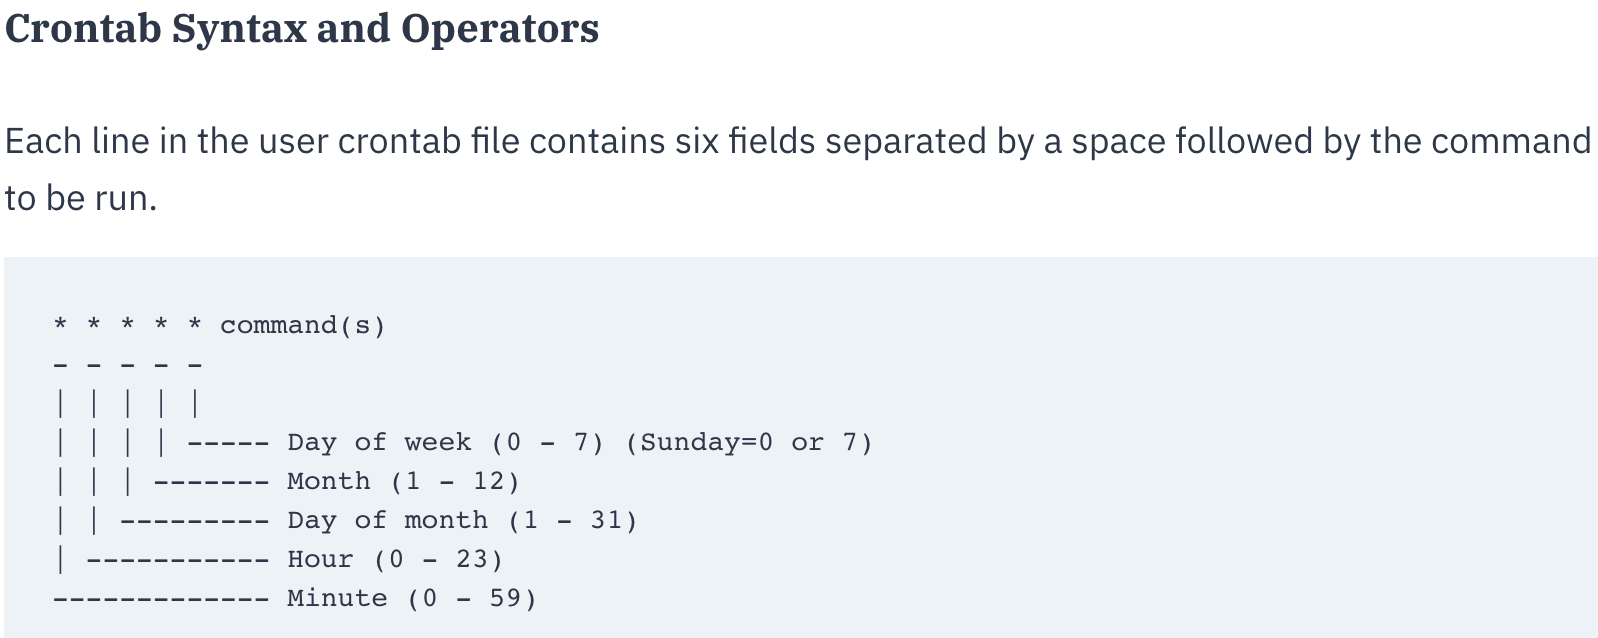 Crontab Syntax and Operators
Each line in the user crontab file contains six fields separated by a space followed by the command
to be run.
* * * * * command(s)
- - - - -
| | | | |
| | | | ----- Day of week (0 - 7) (Sunday=0 or 7)
| | | ------- Month (1 - 12)
| | --------- Day of month (1 - 31)
| ----------- Hour (0 - 23)
------------- Minute (0 - 59)